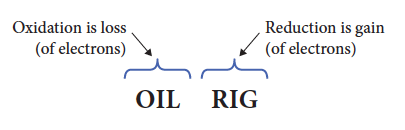 Oxidation is loss
(of electrons)
Reduction is gain
(of electrons)
OIL RIG